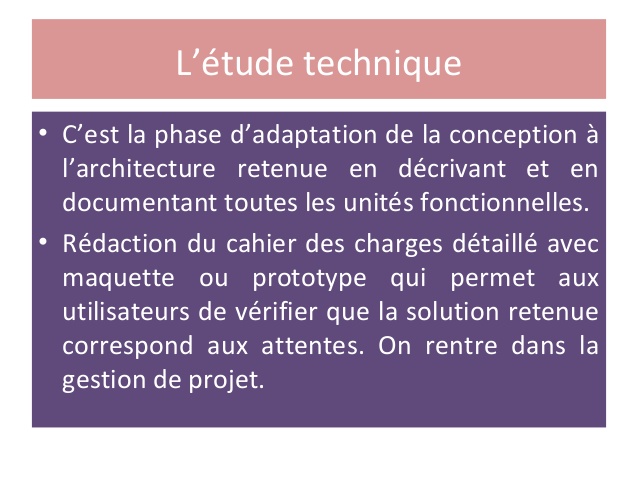 L’étude technique
• C’est la phase d’adaptation de la conception à
l’architecture retenue en décrivant et en
documentant toutes les unités fonctionnelles.
• Rédaction du cahier des charges détaillé avec
maquette ou prototype qui permet aux
utilisateurs de vérifier que la solution retenue
correspond aux attentes. On rentre dans la
gestion de projet.